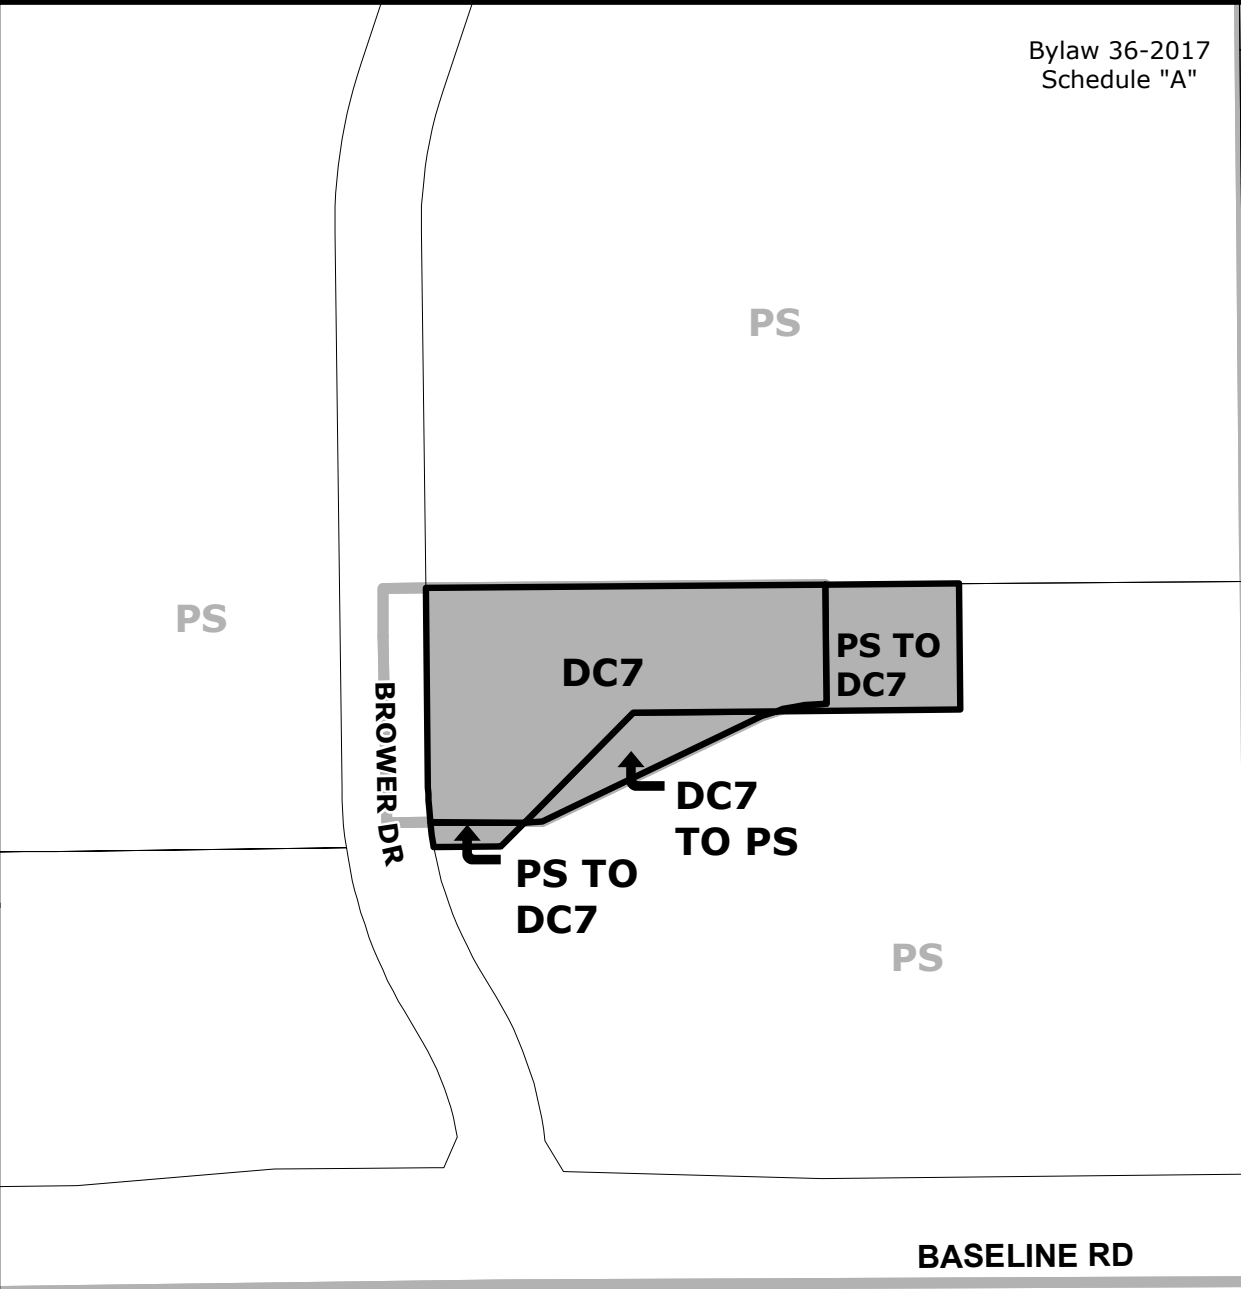 Bylaw 36-2017
Schedule "A"
PS
PS
DC7
PS TO
DC7
BROWER DR
DC7
TO PS
PS TO
DC7
PS
BASELINE RD